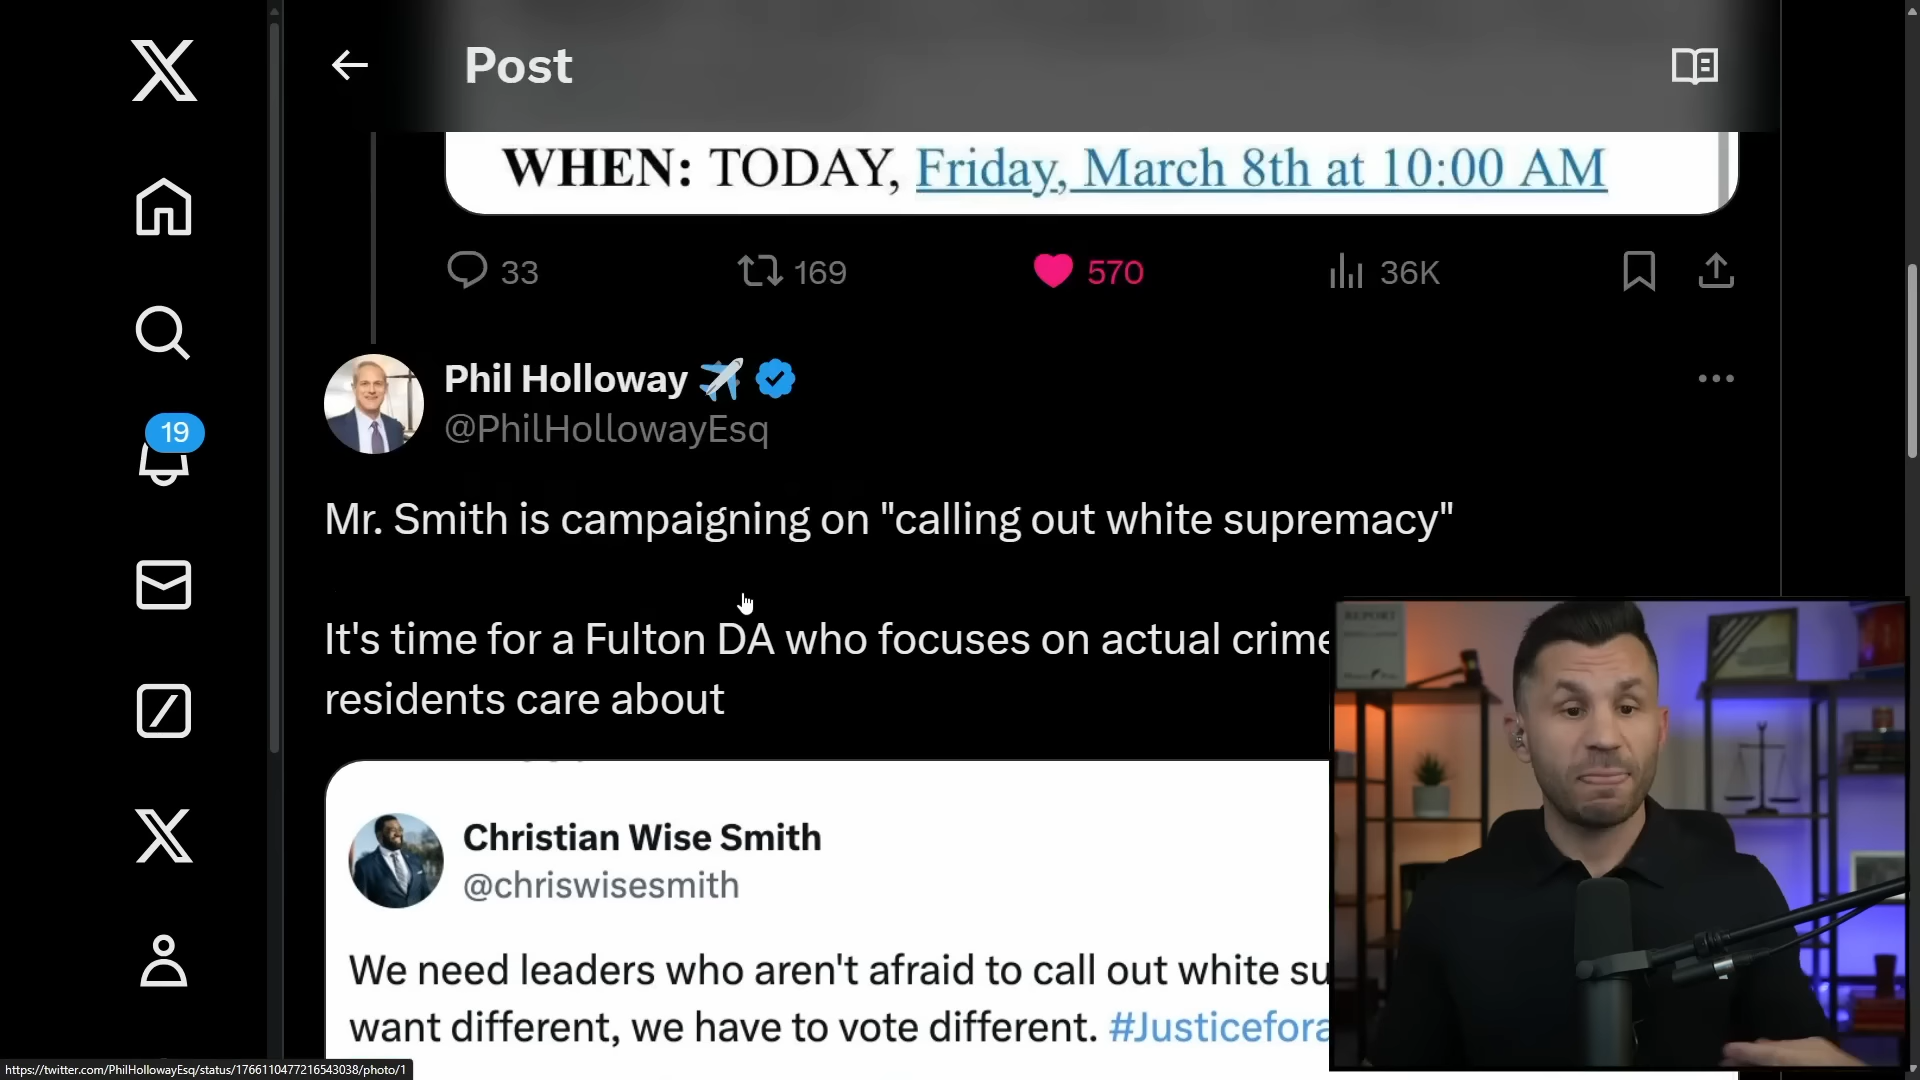 Post
WHEN: TODAY, Friday, March 8th at 10:00 AM
33 169 570 36K
Phil Holloway
@PhilHollowayEsq
19
Mr. Smith is campaigning on "calling out white supremacy"
It's time for a Fulton DA who focuses on actual crime
residents care about
Christian Wise Smith
@chriswisesmith
We need leaders who aren't afraid to call out white su
want different, we have to vote different. #Justicefora
REPORT
https://twitter.com/PhilHollowayEsq/status/1766110477216543038/photo/1